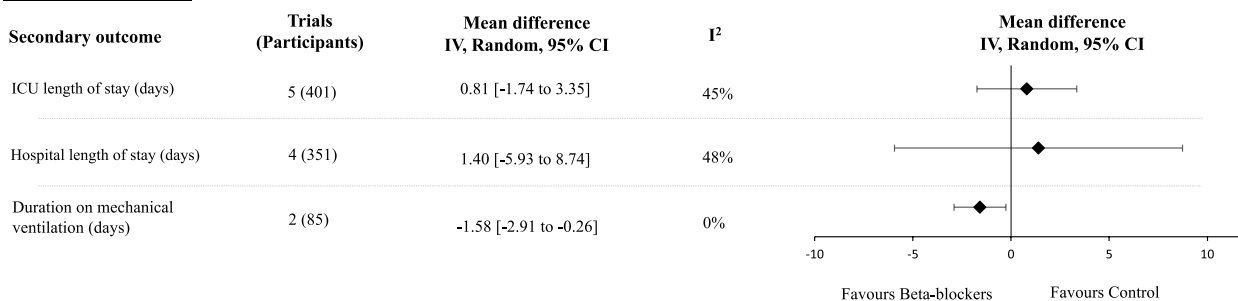 Secondary outcome
Trials
(Participants)
Mean difference
IV, Random, 95% CI
I²
Mean difference
IV, Random, 95% CI
ICU length of stay (days)
5 (401)
0.81 [-1.74 to 3.35]
45%
Hospital length of stay (days)
4 (351)
1.40 [-5.93 to 8.74]
48%
Duration on mechanical
ventilation (days)
2 (85)
-1.58 [-2.91 to -0.26]
0%
-10 -5 0 5 10
Favours Beta-blockers Favours Control